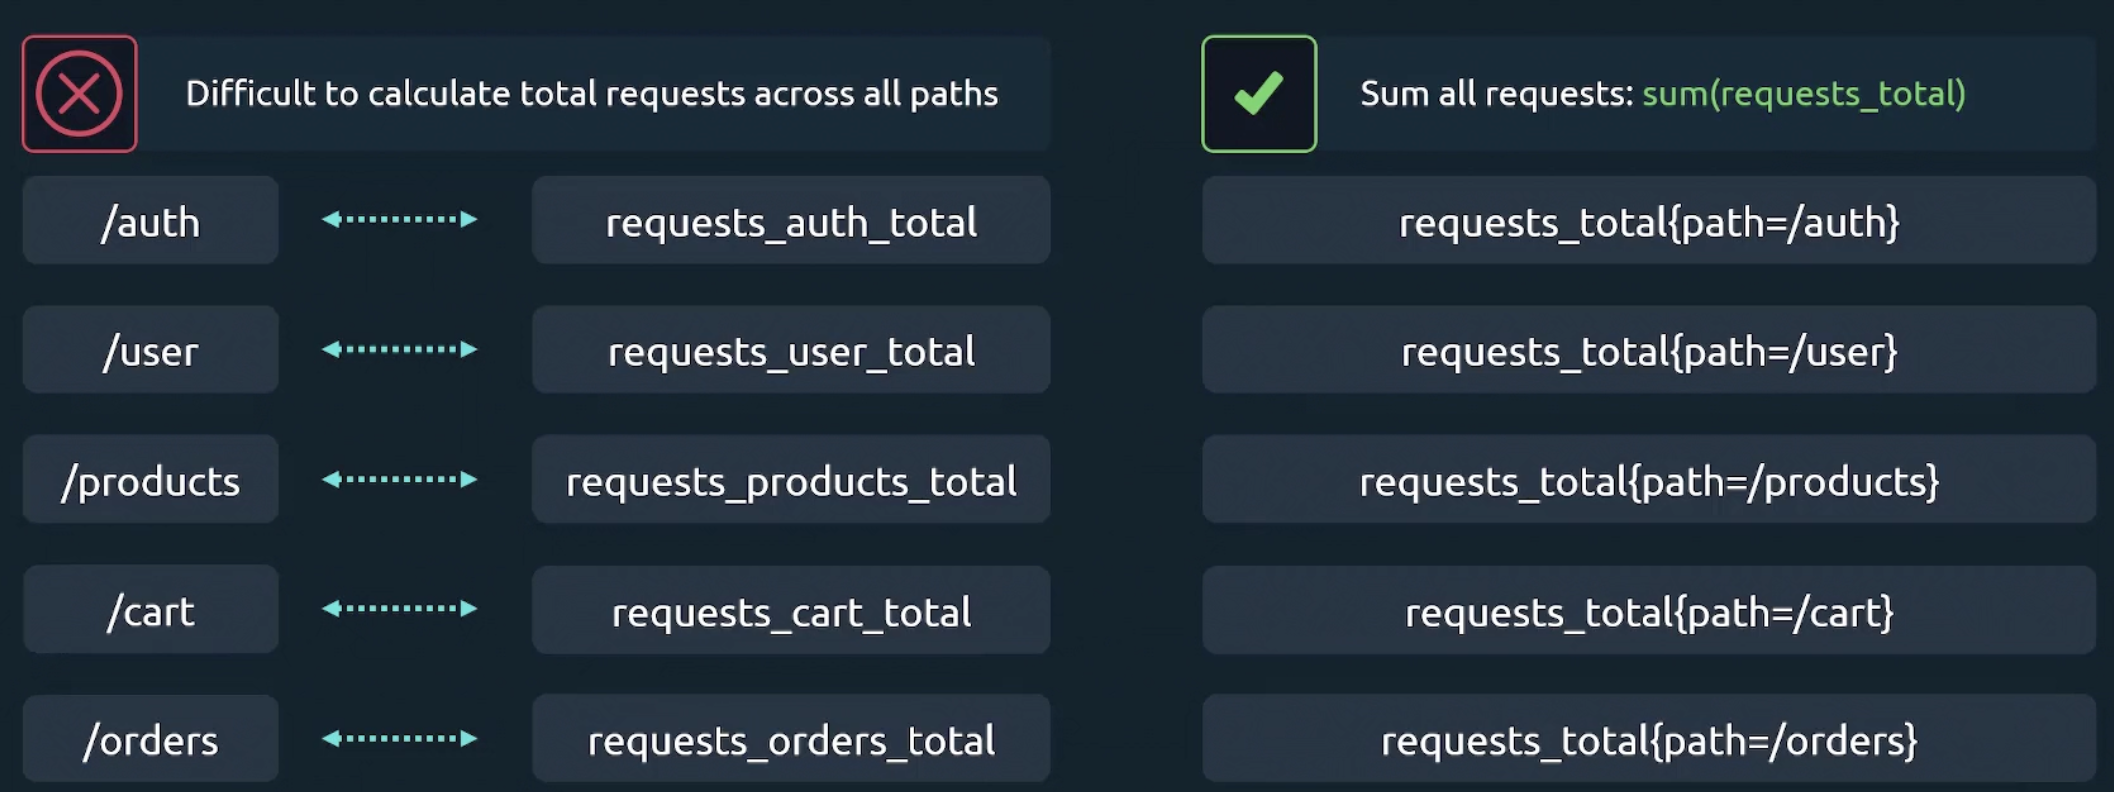 Difficult to calculate total requests across all paths
Sum all requests: sum(requests_total)
/auth
requests_auth_total
requests_total{path=/auth}
/user
requests_user_total
requests_total{path=/user}
/products
requests_products_total
requests_total{path=/products}
/cart
requests_cart_total
requests_total{path=/cart}
/orders
requests_orders_total
requests_total{path=/orders}